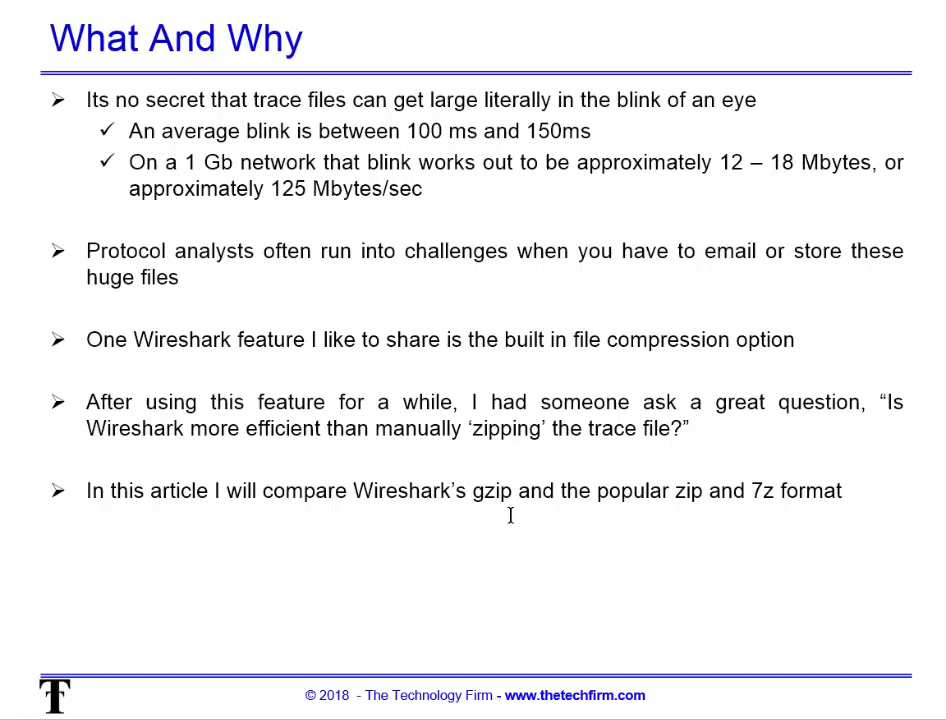 What And Why
Its no secret that trace files can get large literally in the blink of an eye
An average blink is between 100 ms and 150ms
On a 1 Gb network that blink works out to be approximately 12 – 18 Mbytes, or
approximately 125 Mbytes/sec
Protocol analysts often run into challenges when you have to email or store these
huge files
One Wireshark feature I like to share is the built in file compression option
After using this feature for a while, I had someone ask a great question, “Is
Wireshark more efficient than manually ‘zipping’ the trace file?”
In this article I will compare Wireshark’s gzip and the popular zip and 7z format
© 2018 - The Technology Firm - www.thetechfirm.com